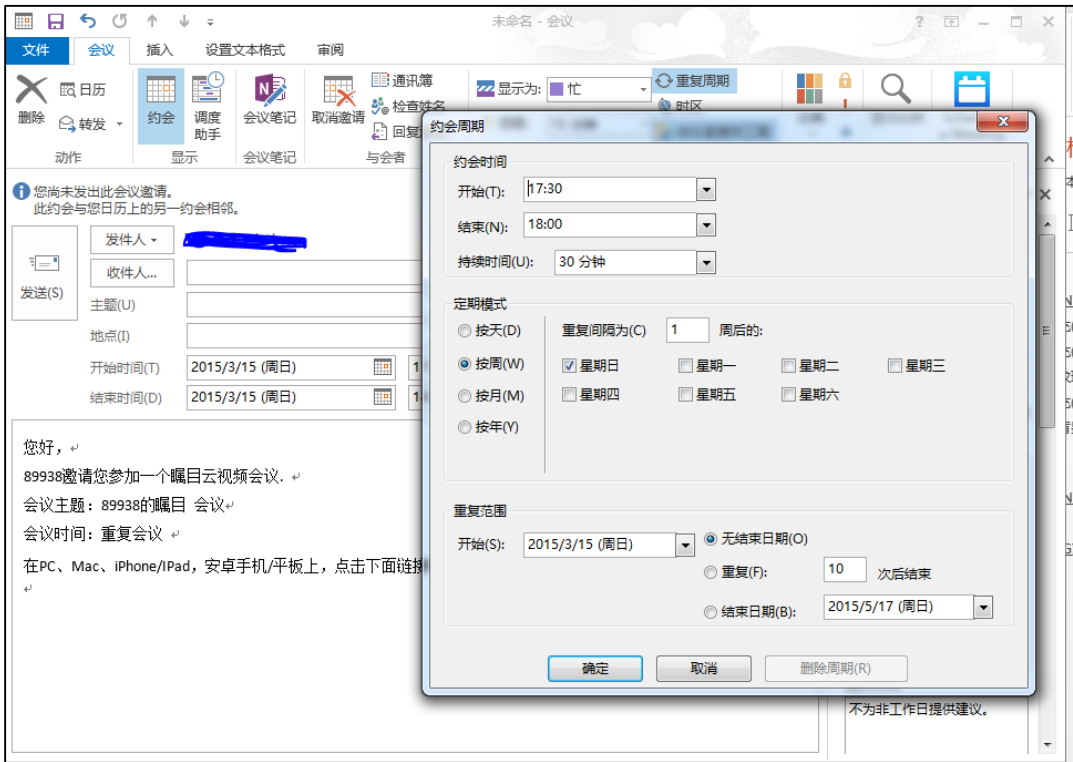 未命名 - 会议
文件 会议 插入 设置文本格式 审阅
删除
日历
转发
动作
约会
调度助手
显示
会议笔记
会议笔记
取消邀请
通讯簿
检查姓名
与会者
显示为: 忙
重复周期
时区
您尚未发出此会议邀请。
此约会与您日历上的另一约会相邻。
发送(S)
发件人
收件人...
主题(U)
地点(I)
开始时间(T) 2015/3/15 (周日)
结束时间(D) 2015/3/15 (周日)
您好，
89938邀请您参加一个瞩目云视频会议.
会议主题：89938的瞩目 会议
会议时间：重复会议
在PC、Mac、iPhone/IPad，安卓手机/平板上，点击下面链接
约会周期
约会时间
开始(T): 17:30
结束(N): 18:00
持续时间(U): 30 分钟
定期模式
按天(D) 重复间隔为(C) 1 周后的:
按周(W) 星期日 星期一 星期二 星期三
按月(M) 星期四 星期五 星期六
按年(Y)
重复范围
开始(S): 2015/3/15 (周日) 无结束日期(O)
重复(F): 10 次后结束
结束日期(B): 2015/5/17 (周日)
确定 取消 删除周期(R)
不为非工作日提供建议。